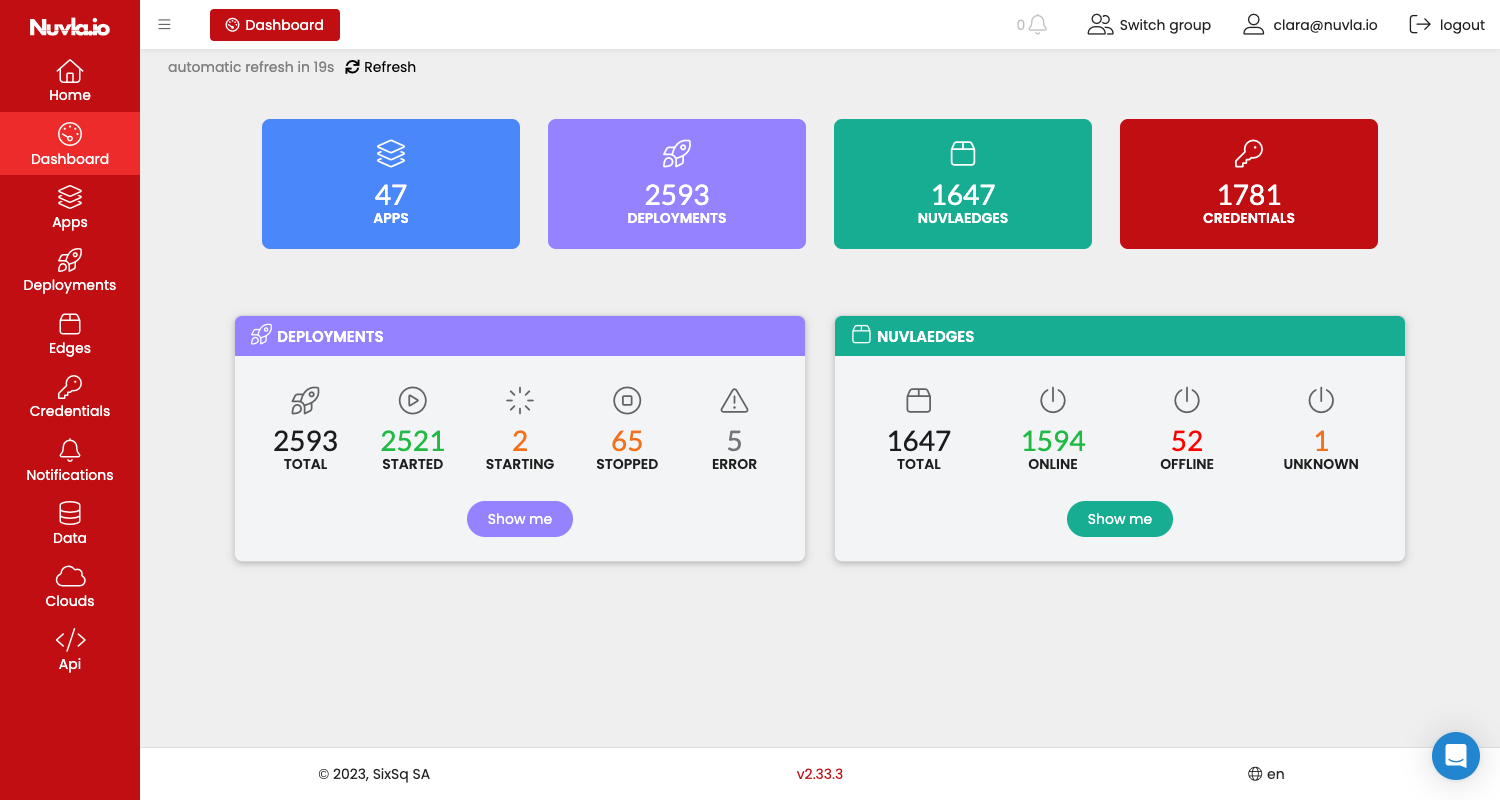 Nuvla.io
Home
Dashboard
Apps
Deployments
Edges
Credentials
Notifications
Data
Clouds
Api
Dashboard
0
Switch group
clara@nuvla.io
logout
automatic refresh in 19s
Refresh
47
APPS
2593
DEPLOYMENTS
1647
NUVLAEDGES
1781
CREDENTIALS
DEPLOYMENTS
2593
TOTAL
2521
STARTED
2
STARTING
65
STOPPED
5
ERROR
Show me
NUVLAEDGES
1647
TOTAL
1594
ONLINE
52
OFFLINE
1
UNKNOWN
Show me
© 2023, SixSq SA
v2.33.3
en